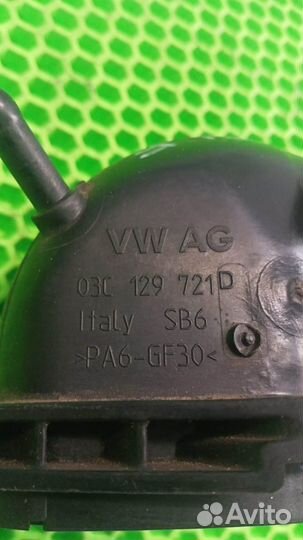 VW AG
03C 129 721 D
Italy SB6
>PA6-GF30<
Avito